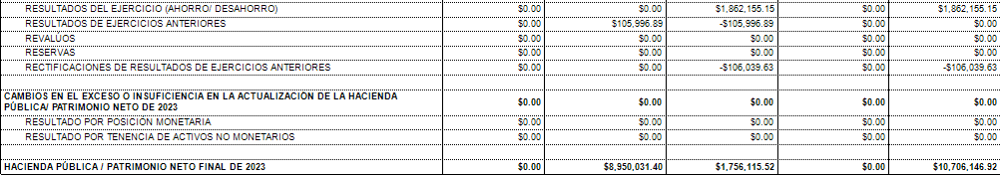 RESULTADOS DEL EJERCICIO (AHORRO/ DESAHORRO) $0.00 $0.00 $1,862,155.15 $0.00 $1,862,155.15
RESULTADOS DE EJERCICIOS ANTERIORES $0.00 $105,996.89 -$105,996.89 $0.00 $0.00
REVALÚOS $0.00 $0.00 $0.00 $0.00 $0.00
RESERVAS $0.00 $0.00 $0.00 $0.00 $0.00
RECTIFICACIONES DE RESULTADOS DE EJERCICIOS ANTERIORES $0.00 $0.00 -$106,039.63 $0.00 -$106,039.63
CAMBIOS EN EL EXCESO O INSUFICIENCIA EN LA ACTUALIZACIÓN DE LA HACIENDA
PÚBLICA/ PATRIMONIO NETO DE 2023 $0.00 $0.00 $0.00 $0.00 $0.00
RESULTADO POR POSICIÓN MONETARIA $0.00 $0.00 $0.00 $0.00 $0.00
RESULTADO POR TENENCIA DE ACTIVOS NO MONETARIOS $0.00 $0.00 $0.00 $0.00 $0.00
HACIENDA PÚBLICA / PATRIMONIO NETO FINAL DE 2023 $0.00 $8,950,031.40 $1,756,115.52 $0.00 $10,706,146.92